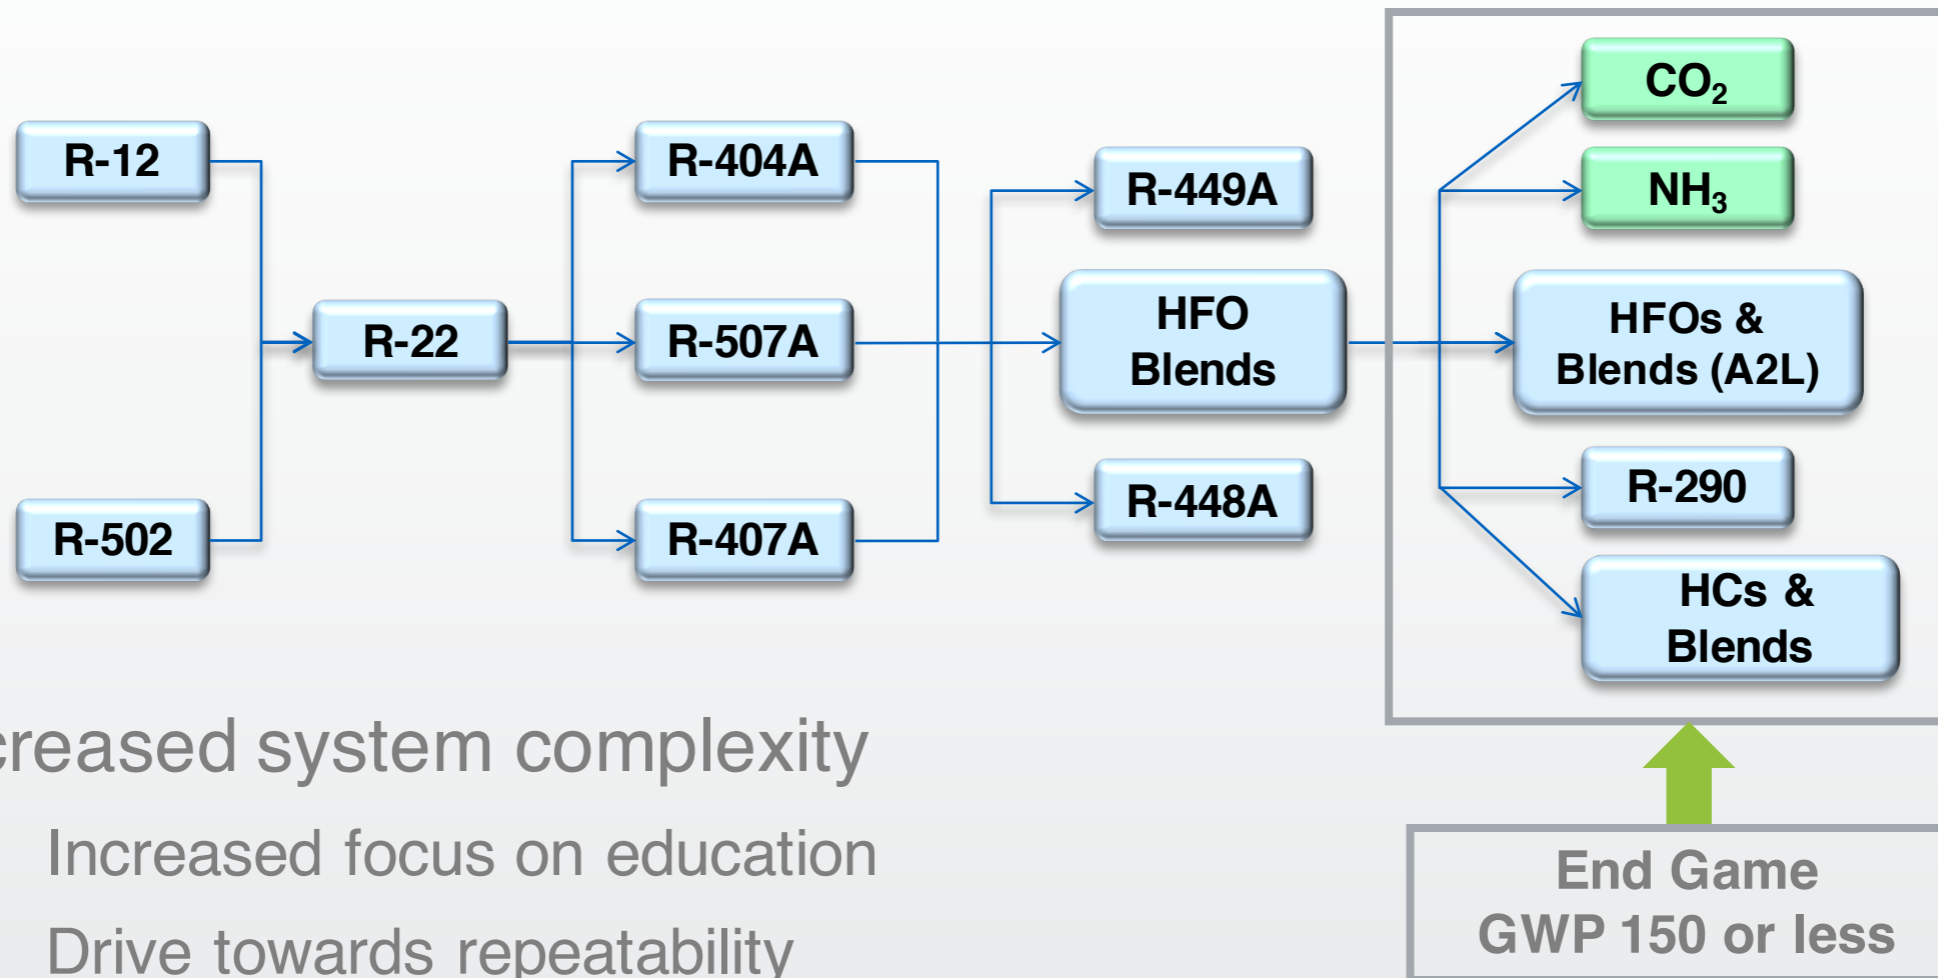 R-12
R-502
R-22
R-404A
R-507A
R-407A
R-449A
HFO
Blends
R-448A
CO₂
NH₃
HFOs &
Blends (A2L)
R-290
HCs &
Blends
creased system complexity
Increased focus on education
Drive towards repeatability
End Game
GWP 150 or less